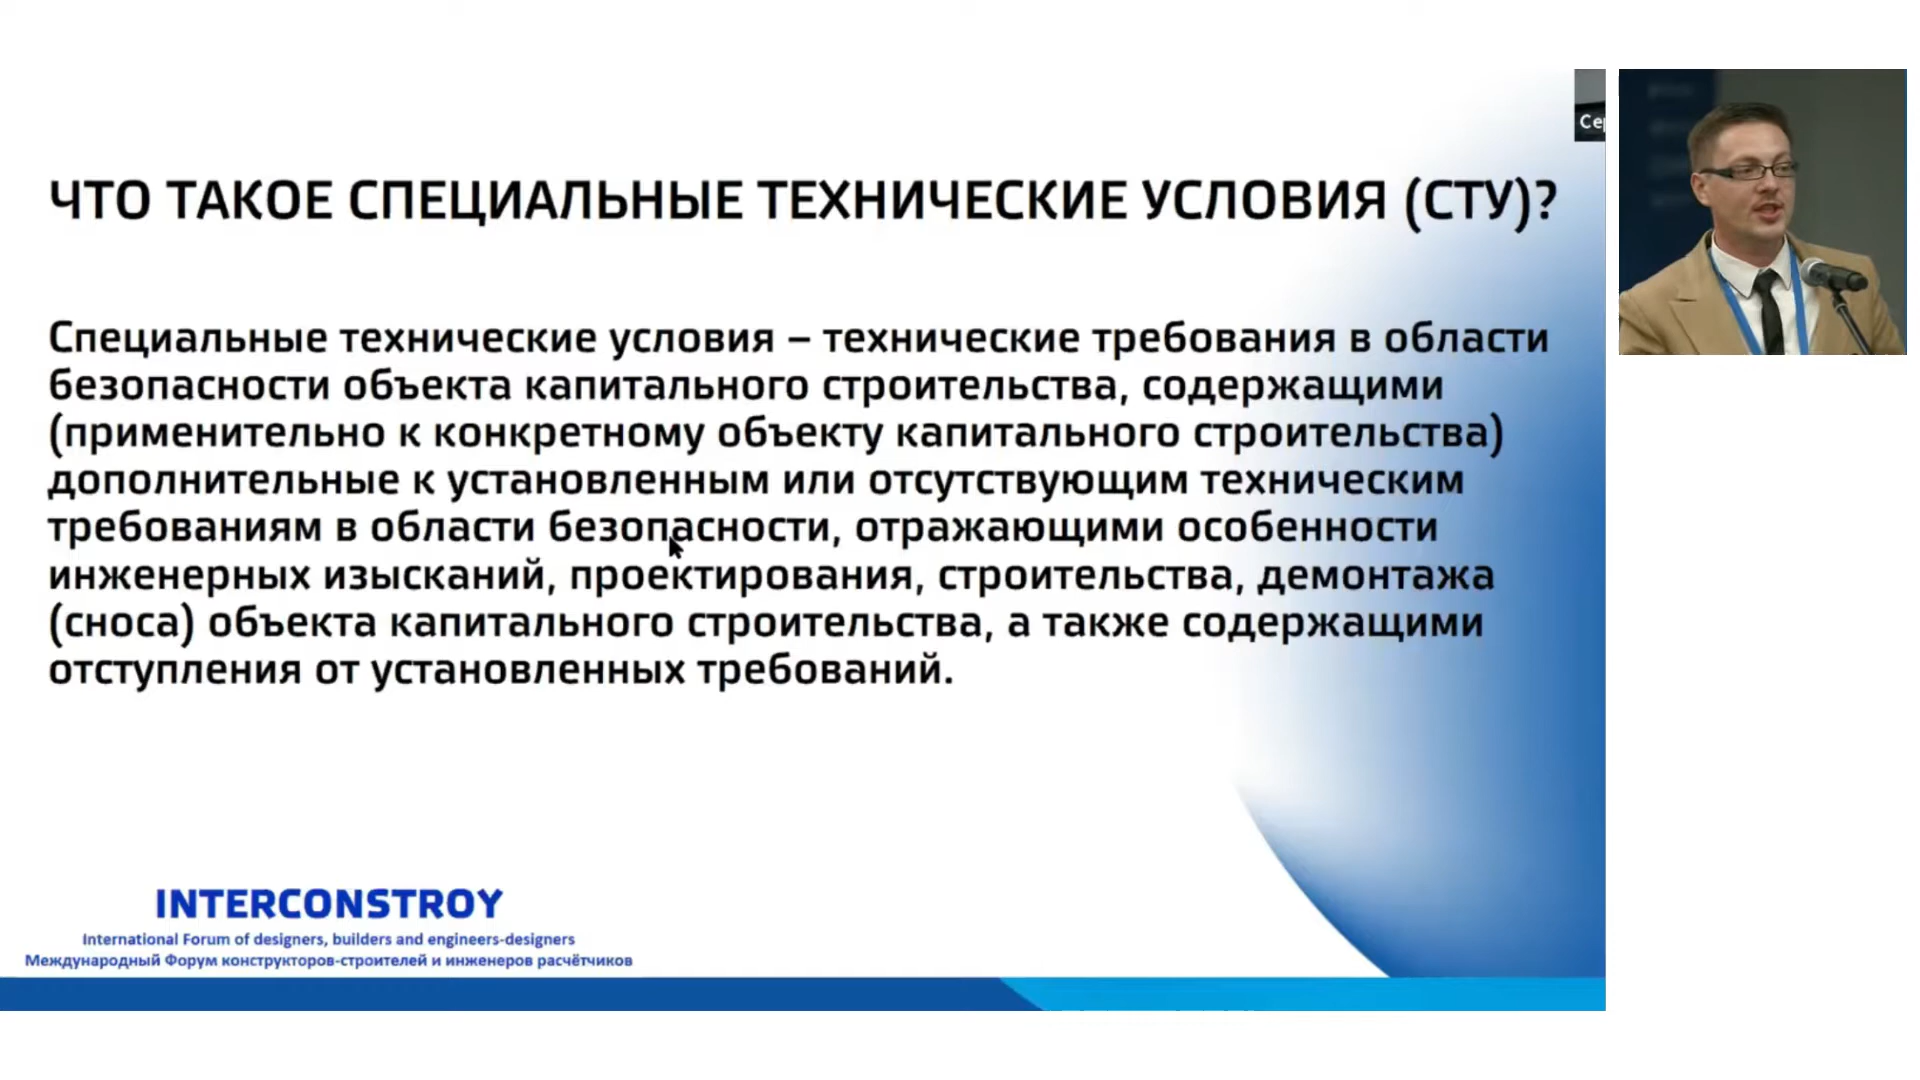 ЧТО ТАКОЕ СПЕЦИАЛЬНЫЕ ТЕХНИЧЕСКИЕ УСЛОВИЯ (СТУ)?
Специальные технические условия – технические требования в области
безопасности объекта капитального строительства, содержащими
(применительно к конкретному объекту капитального строительства)
дополнительные к установленным или отсутствующим техническим
требованиям в области безопасности, отражающими особенности
инженерных изысканий, проектирования, строительства, демонтажа
(сноса) объекта капитального строительства, а также содержащими
отступления от установленных требований.
INTERCONSTROY
International Forum of designers, builders and engineers-designers
Международный Форум конструкторов-строителей и инженеров расчётчиков